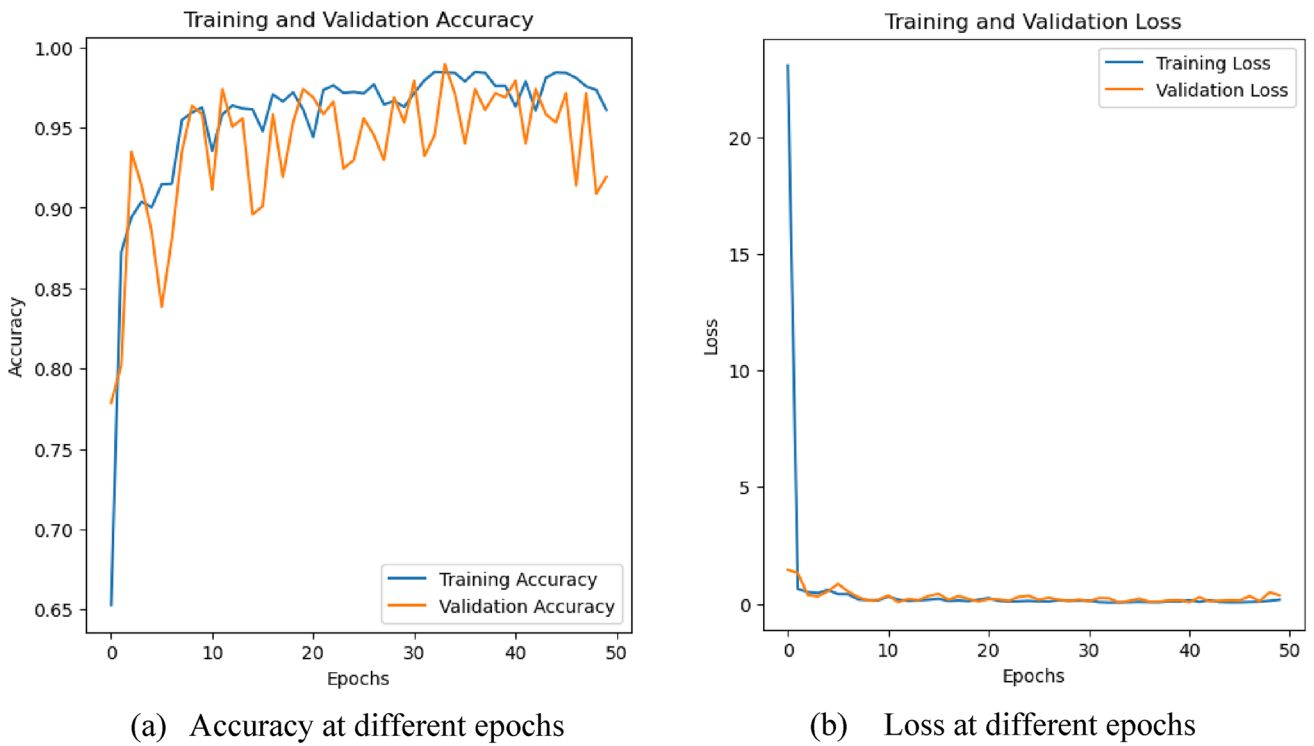 Training and Validation Accuracy
1.00
0.95
0.90
0.85
0.80
0.75
0.70
0.65
Accuracy
Training Accuracy
Validation Accuracy
0 10 20 30 40 50
Epochs
(a) Accuracy at different epochs
Training and Validation Loss
Training Loss
Validation Loss
20
15
10
5
0
Loss
0 10 20 30 40 50
Epochs
(b) Loss at different epochs